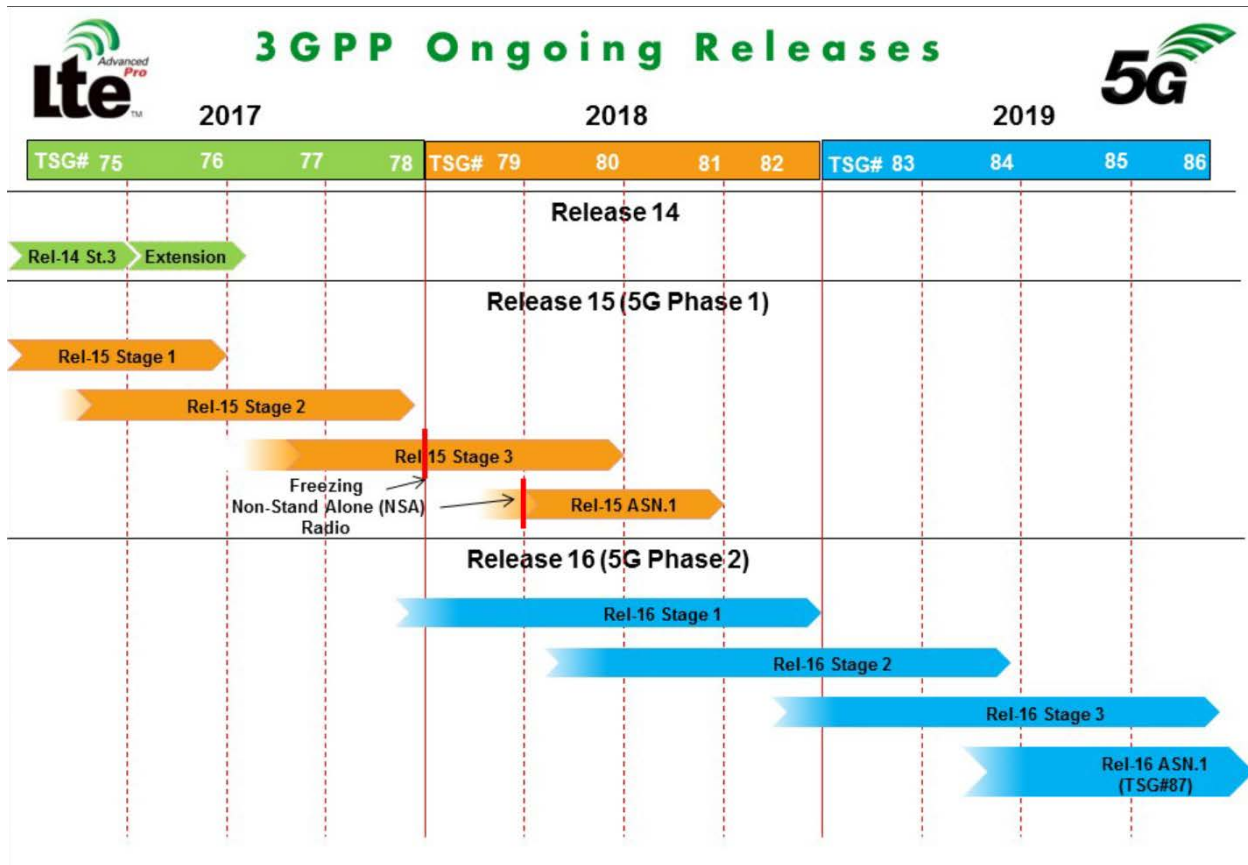 3GPP Ongoing Releases
Advanced
Pro
LTE
TM
5G
2017
2018
2019
TSG# 75 76 77 78 TSG# 79 80 81 82 TSG# 83 84 85 86
Release 14
Rel-14 St.3 Extension
Release 15 (5G Phase 1)
Rel-15 Stage 1
Rel-15 Stage 2
Rel-15 Stage 3
Freezing
Non-Stand Alone (NSA)
Radio
Rel-15 ASN.1
Release 16 (5G Phase 2)
Rel-16 Stage 1
Rel-16 Stage 2
Rel-16 Stage 3
Rel-16 ASN.1
(TSG#87)